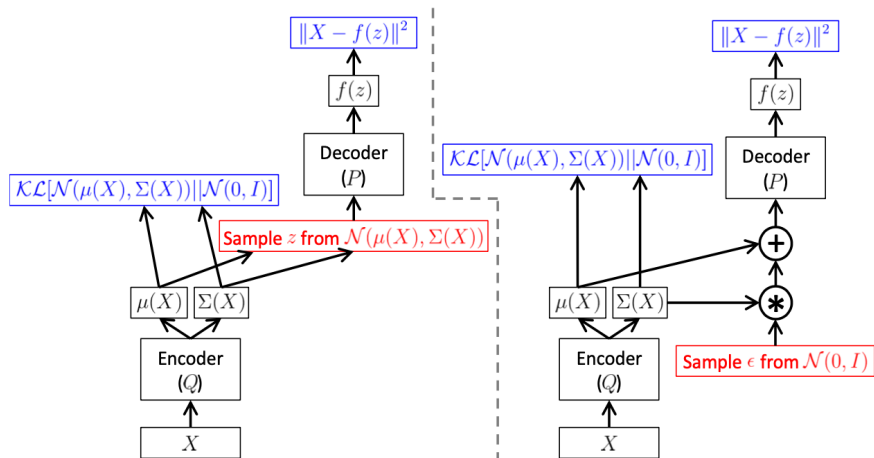 ‖X − f(z)‖²
f(z)
Decoder
(P)
𝒦ℒ[𝒩(μ(X), Σ(X))||𝒩(0, I)]
Sample z from 𝒩(μ(X), Σ(X))
μ(X)
Σ(X)
Encoder
(Q)
X
‖X − f(z)‖²
f(z)
Decoder
(P)
𝒦ℒ[𝒩(μ(X), Σ(X))||𝒩(0, I)]
+
μ(X)
Σ(X)
*
Encoder
(Q)
Sample ϵ from 𝒩(0, I)
X